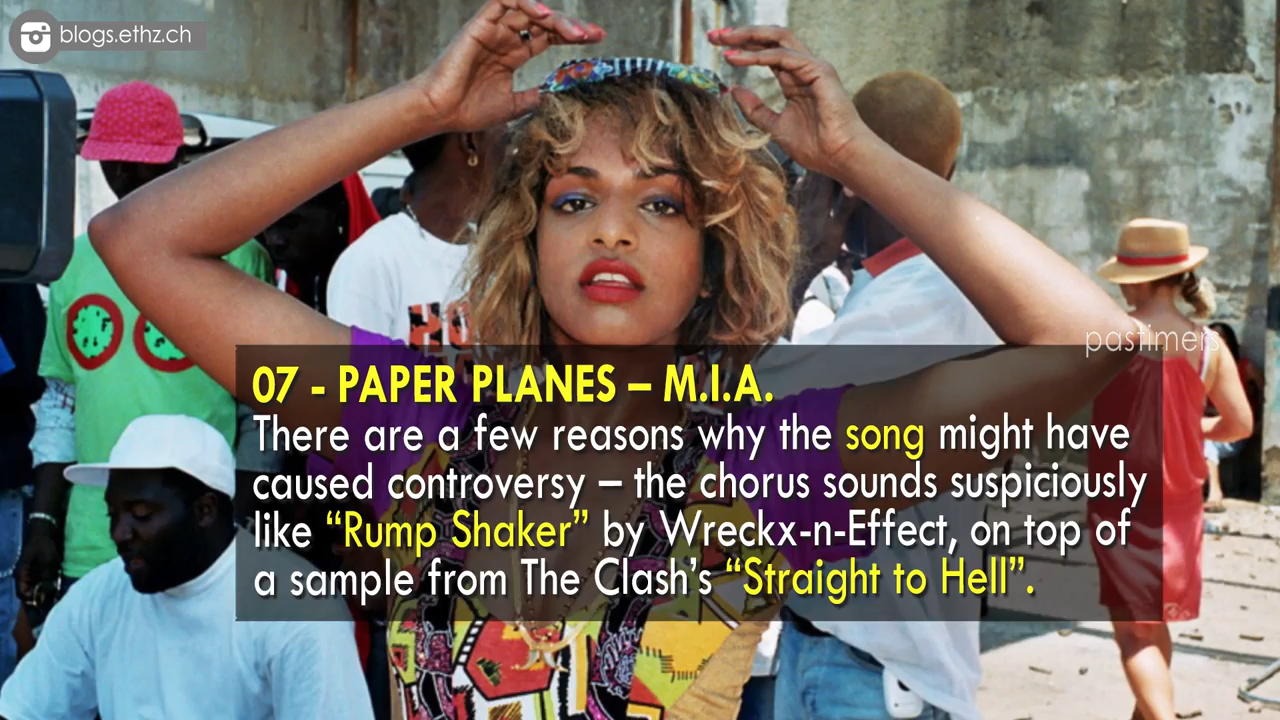 blogs.ethz.ch
pastimers
07 - PAPER PLANES – M.I.A.
There are a few reasons why the song might have
caused controversy – the chorus sounds suspiciously
like “Rump Shaker” by Wreckx-n-Effect, on top of
a sample from The Clash’s “Straight to Hell”.